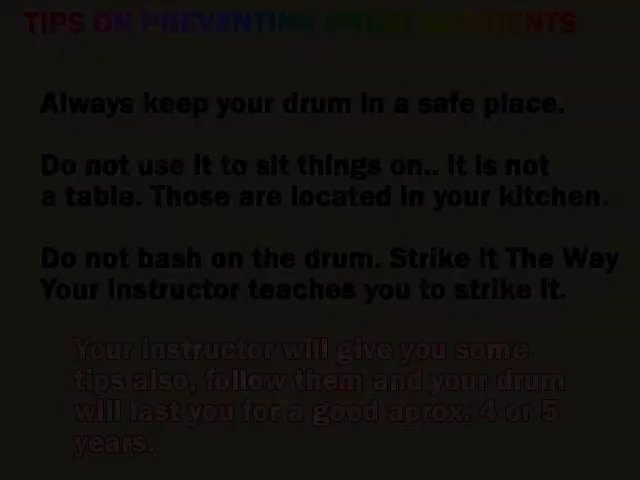 TIPS ON PREVENTING DRUM ACCIDENTS
Always keep your drum in a safe place.
Do not use it to sit things on.. It is not
a table. Those are located in your kitchen.
Do not bash on the drum. Strike It The Way
Your Instructor teaches you to strike it.
Your instructor will give you some
tips also, follow them and your drum
will last you for a good aprox. 4 or 5
years.